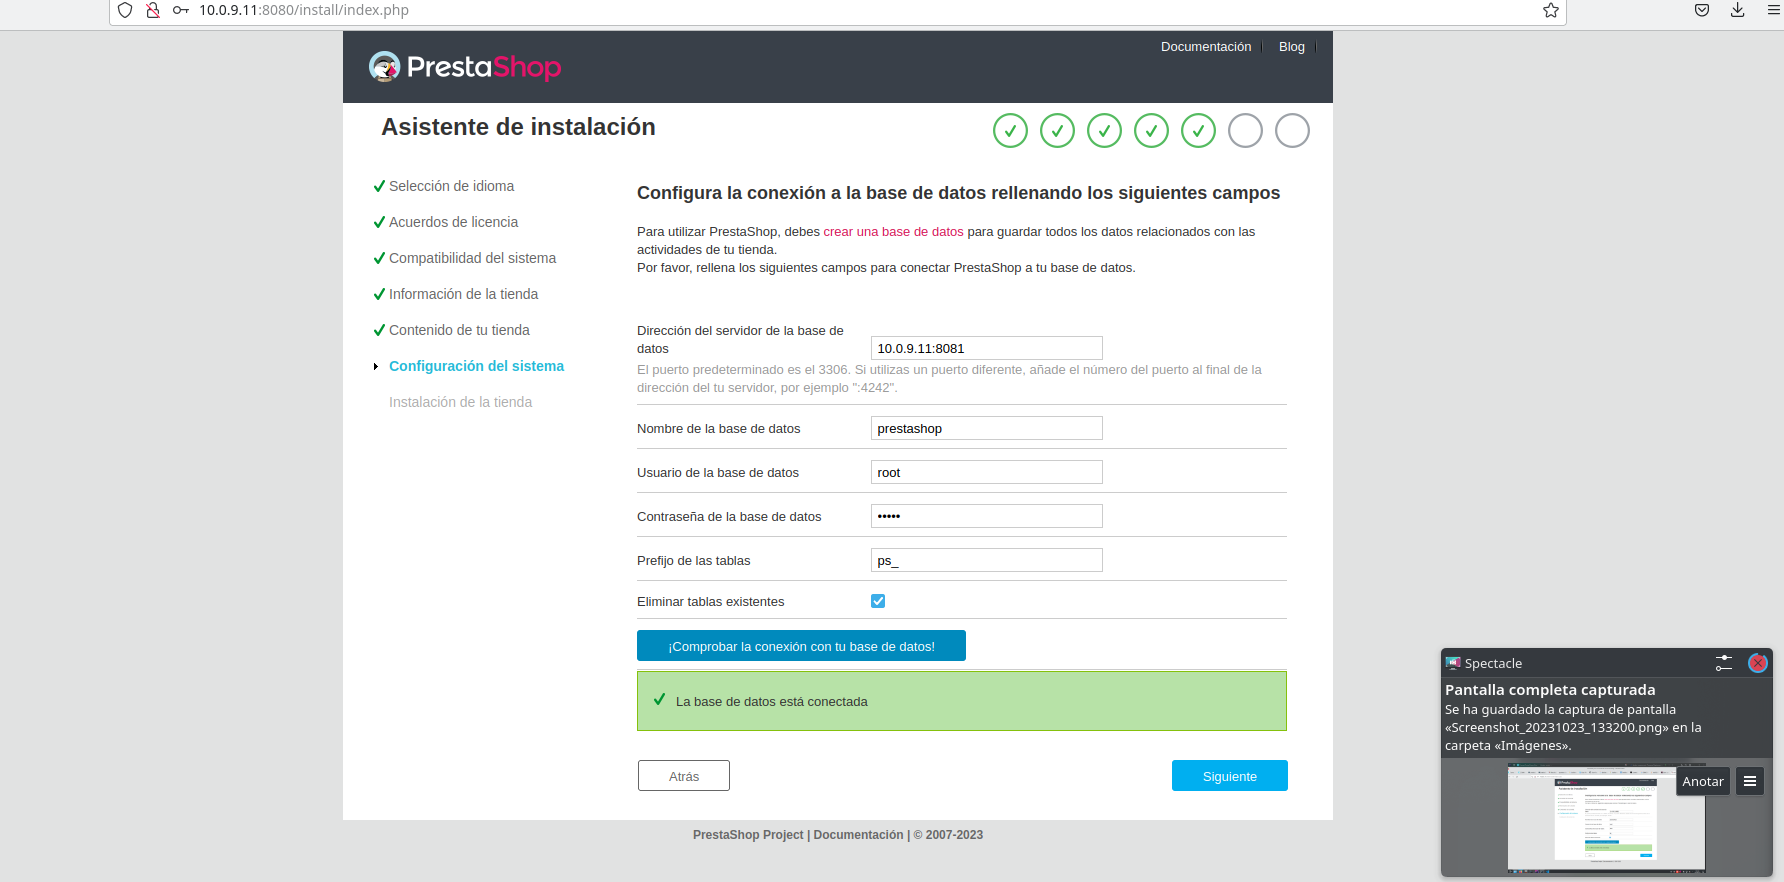 10.0.9.11:8080/install/index.php
Documentación
Blog
PrestaShop
Asistente de instalación
Selección de idioma
Acuerdos de licencia
Compatibilidad del sistema
Información de la tienda
Contenido de tu tienda
Configuración del sistema
Instalación de la tienda
Configura la conexión a la base de datos rellenando los siguientes campos
Para utilizar PrestaShop, debes crear una base de datos para guardar todos los datos relacionados con las
actividades de tu tienda.
Por favor, rellena los siguientes campos para conectar PrestaShop a tu base de datos.
Dirección del servidor de la base de
datos
10.0.9.11:8081
El puerto predeterminado es el 3306. Si utilizas un puerto diferente, añade el número del puerto al final de la
dirección del tu servidor, por ejemplo ":4242".
Nombre de la base de datos
prestashop
Usuario de la base de datos
root
Contraseña de la base de datos
•••••
Prefijo de las tablas
ps_
Eliminar tablas existentes
¡Comprobar la conexión con tu base de datos!
La base de datos está conectada
Atrás
Siguiente
PrestaShop Project | Documentación | © 2007-2023
Spectacle
Pantalla completa capturada
Se ha guardado la captura de pantalla
«Screenshot_20231023_133200.png» en la
carpeta «Imágenes».
Anotar